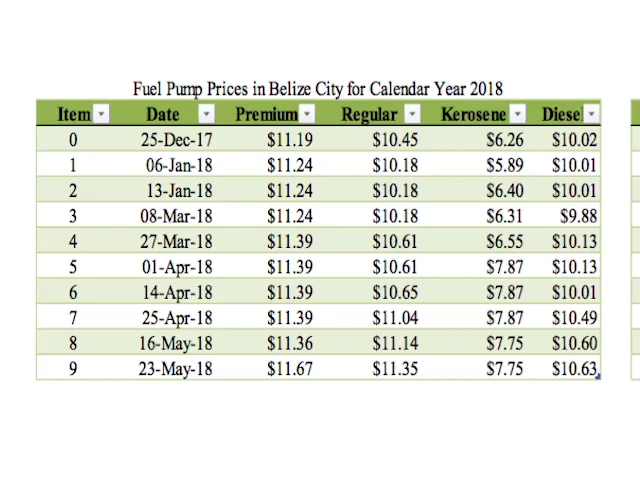 Fuel Pump Prices in Belize City for Calendar Year 2018
Item Date Premium Regular Kerosene Diesel
0 25-Dec-17 $11.19 $10.45 $6.26 $10.02
1 06-Jan-18 $11.24 $10.18 $5.89 $10.01
2 13-Jan-18 $11.24 $10.18 $6.40 $10.01
3 08-Mar-18 $11.24 $10.18 $6.31 $9.88
4 27-Mar-18 $11.39 $10.61 $6.55 $10.13
5 01-Apr-18 $11.39 $10.61 $7.87 $10.13
6 14-Apr-18 $11.39 $10.65 $7.87 $10.01
7 25-Apr-18 $11.39 $11.04 $7.87 $10.49
8 16-May-18 $11.36 $11.14 $7.75 $10.60
9 23-May-18 $11.67 $11.35 $7.75 $10.63